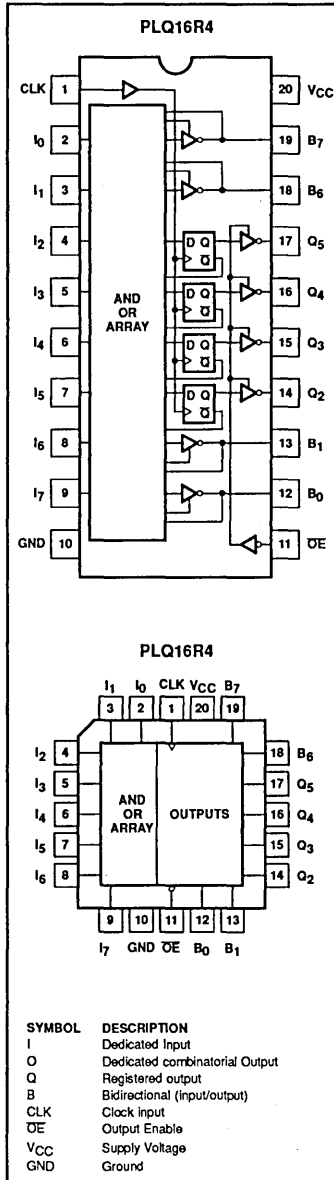 PLQ16R4
CLK 1 20 VCC
I0 2 19 B7
I1 3 18 B6
I2 4 D Q 17 Q5
Q̅
I3 5 D Q 16 Q4
Q̅
AND
OR
ARRAY
I4 6 D Q 15 Q3
Q̅
I5 7 D Q 14 Q2
Q̅
I6 8 13 B1
I7 9 12 B0
GND 10 11 O̅E̅
PLQ16R4
I1 I0 CLK VCC B7
3 2 1 20 19
I2 4 18 B6
I3 5 17 Q5
I4 6 AND OUTPUTS 16 Q4
OR
ARRAY
I5 7 15 Q3
I6 8 14 Q2
9 10 11 12 13
I7 GND O̅E̅ B0 B1
SYMBOL DESCRIPTION
I Dedicated Input
O Dedicated combinatorial Output
Q Registered output
B Bidirectional (input/output)
CLK Clock input
O̅E̅ Output Enable
VCC Supply Voltage
GND Ground